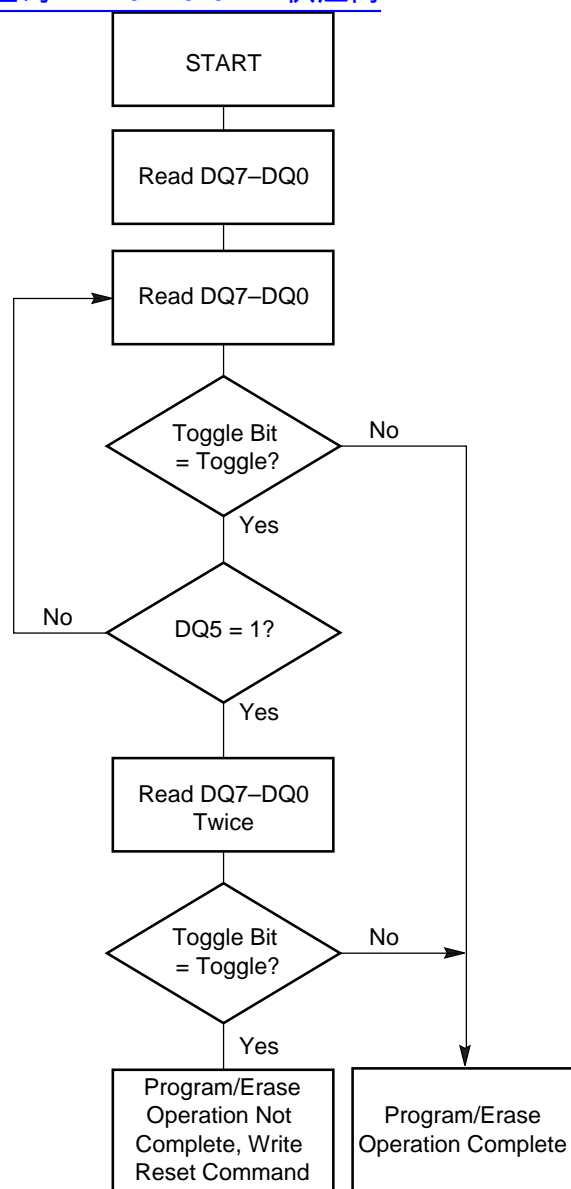 START
Read DQ7–DQ0
Read DQ7–DQ0
Toggle Bit
= Toggle?
No
Yes
No
DQ5 = 1?
Yes
Read DQ7–DQ0
Twice
Toggle Bit
= Toggle?
No
Yes
Program/Erase
Operation Not
Complete, Write
Reset Command
Program/Erase
Operation Complete